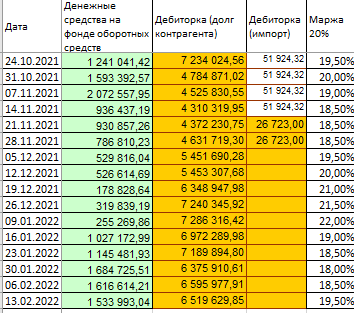 Дата Денежные средства на фонде оборотных средств Дебиторка (долг контрагента) Дебиторка (импорт) Маржа 20%
24.10.2021 1 241 041,42 7 234 024,56 51 924,32 19,50%
31.10.2021 1 593 392,57 4 784 871,02 51 924,32 20,00%
07.11.2021 2 072 557,95 4 525 830,55 51 924,32 19,00%
14.11.2021 936 437,19 4 310 319,95 51 924,32 18,50%
21.11.2021 930 857,26 4 372 230,75 26 723,00 18,50%
28.11.2021 786 810,23 4 631 719,30 26 723,00 18,50%
05.12.2021 529 816,04 5 451 690,28 19,50%
12.12.2021 526 614,69 5 453 307,68 20,00%
19.12.2021 178 828,64 6 348 947,98 21,00%
26.12.2021 319 839,19 7 240 345,92 21,50%
09.01.2022 255 269,86 7 286 316,42 22,00%
16.01.2022 1 027 172,99 6 972 289,98 19,00%
23.01.2022 1 145 481,93 7 189 894,80 18,50%
30.01.2022 1 684 725,51 6 375 910,61 18,00%
06.02.2022 1 616 614,21 6 595 977,91 18,50%
13.02.2022 1 533 993,04 6 519 629,85 19,50%